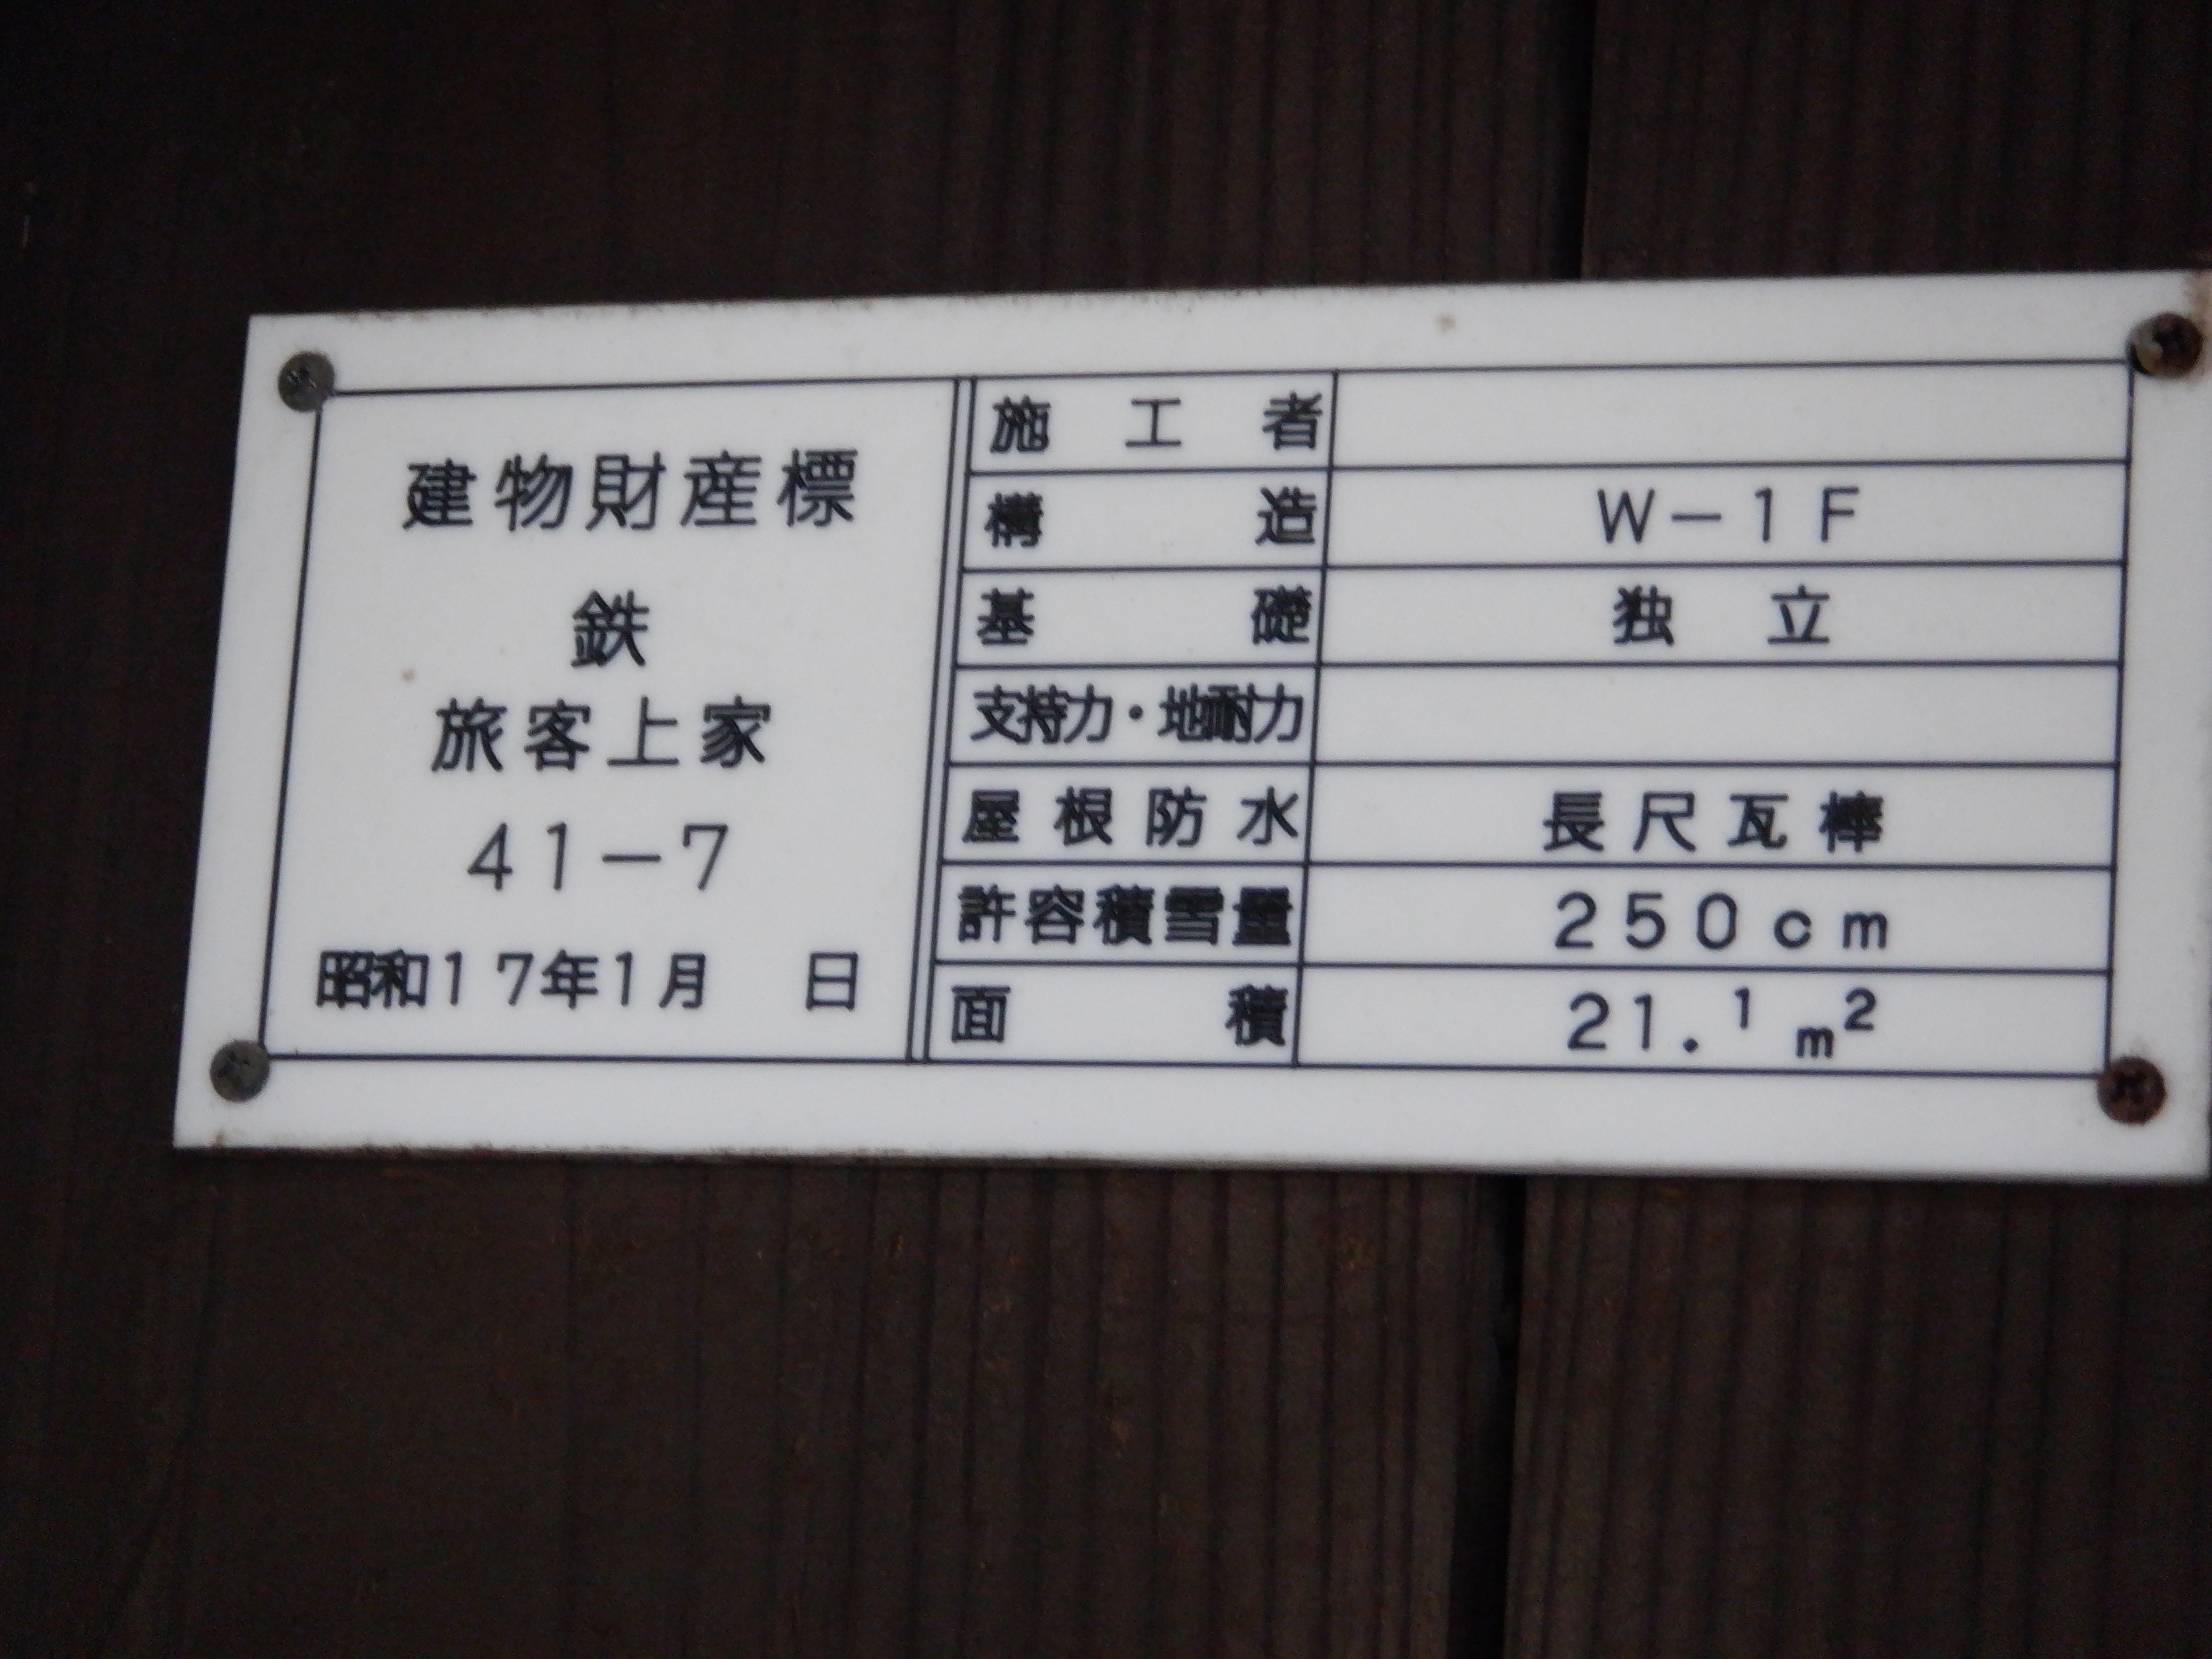 建物財産標
鉄
旅客上家
41-7
昭和17年1月 日
施工者
構造 W-1F
基礎 独立
支持力・地耐力
屋根防水 長尺瓦棒
許容積雪量 250cm
面積 21.1 m²